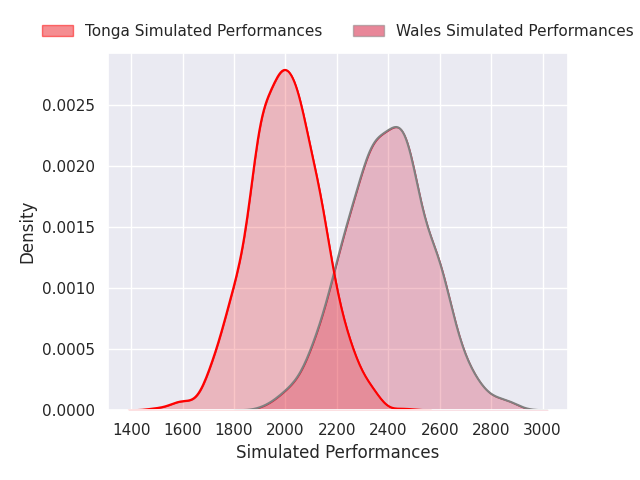 Tonga Simulated Performances
Wales Simulated Performances
Density
0.0025
0.0020
0.0015
0.0010
0.0005
0.0000
1400 1600 1800 2000 2200 2400 2600 2800 3000
Simulated Performances